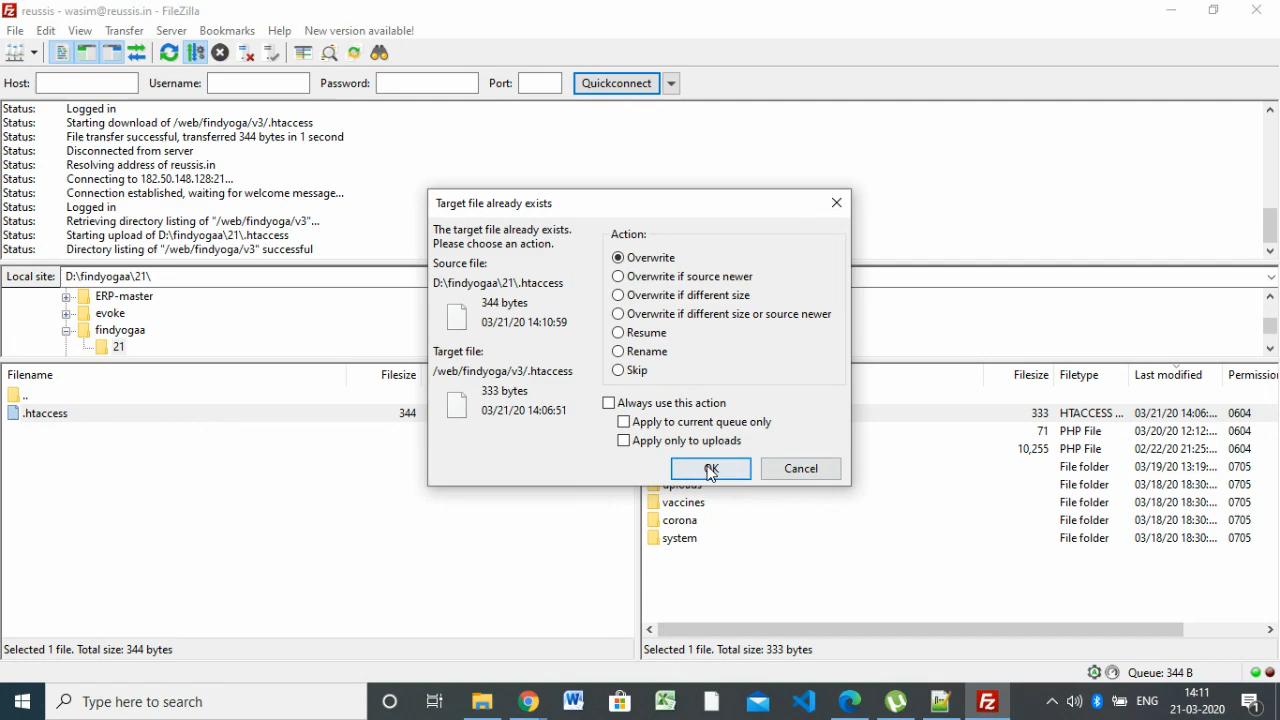 reussis - wasim@reussis.in - FileZilla
File Edit View Transfer Server Bookmarks Help New version available!
Host: Username: Password: Port: Quickconnect
Status: Logged in
Status: Starting download of /web/findyoga/v3/.htaccess
Status: File transfer successful, transferred 344 bytes in 1 second
Status: Disconnected from server
Status: Resolving address of reussis.in
Status: Connecting to 182.50.148.128:21...
Status: Connection established, waiting for welcome message...
Status: Logged in
Status: Retrieving directory listing of "/web/findyoga/v3"...
Status: Starting upload of D:\findyogaa\21\.htaccess
Status: Directory listing of "/web/findyoga/v3" successful
Local site: D:\findyogaa\21\
ERP-master
evoke
findyogaa
21
Filename Filesize
..
.htaccess 344
Selected 1 file. Total size: 344 bytes
Target file already exists
The target file already exists.
Please choose an action.
Source file:
D:\findyogaa\21\.htaccess
344 bytes
03/21/20 14:10:59
Target file:
/web/findyoga/v3/.htaccess
333 bytes
03/21/20 14:06:51
Action:
Overwrite
Overwrite if source newer
Overwrite if different size
Overwrite if different size or source newer
Resume
Rename
Skip
Always use this action
Apply to current queue only
Apply only to uploads
OK Cancel
Filesize Filetype Last modified Permissio
333 HTACCESS ... 03/21/20 14:06:... 0604
71 PHP File 03/20/20 12:12:... 0604
10,255 PHP File 02/22/20 21:25:... 0604
File folder 03/19/20 13:19:... 0705
uploads File folder 03/18/20 18:30:... 0705
vaccines File folder 03/18/20 18:30:... 0705
corona File folder 03/18/20 18:30:... 0705
system File folder 03/18/20 18:30:... 0705
Selected 1 file. Total size: 333 bytes
Queue: 344 B
Type here to search
ENG
14:11
21-03-2020
1